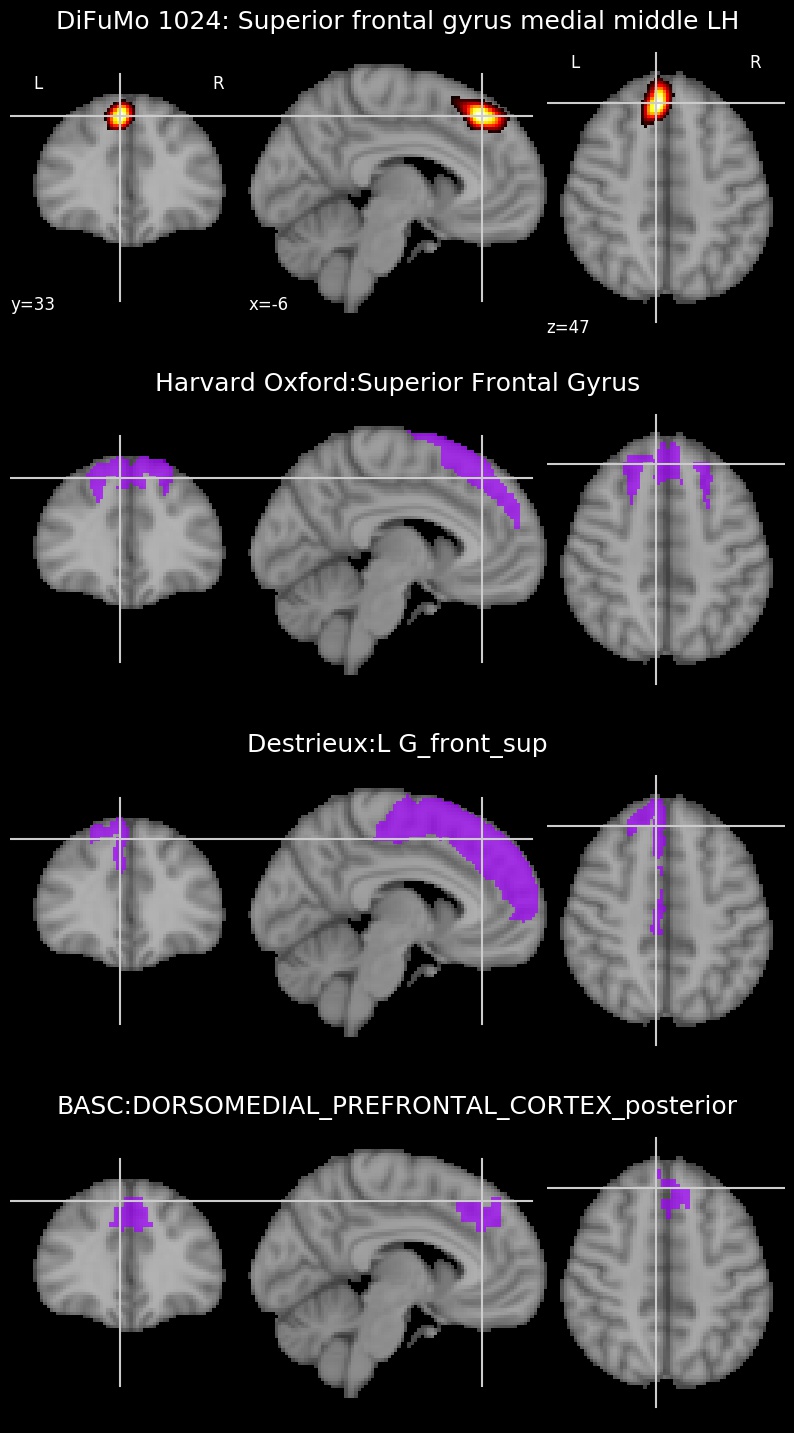 DiFuMo 1024: Superior frontal gyrus medial middle LH
L R
L R
y=33
x=-6
z=47
Harvard Oxford:Superior Frontal Gyrus
Destrieux:L G_front_sup
BASC:DORSOMEDIAL_PREFRONTAL_CORTEX_posterior